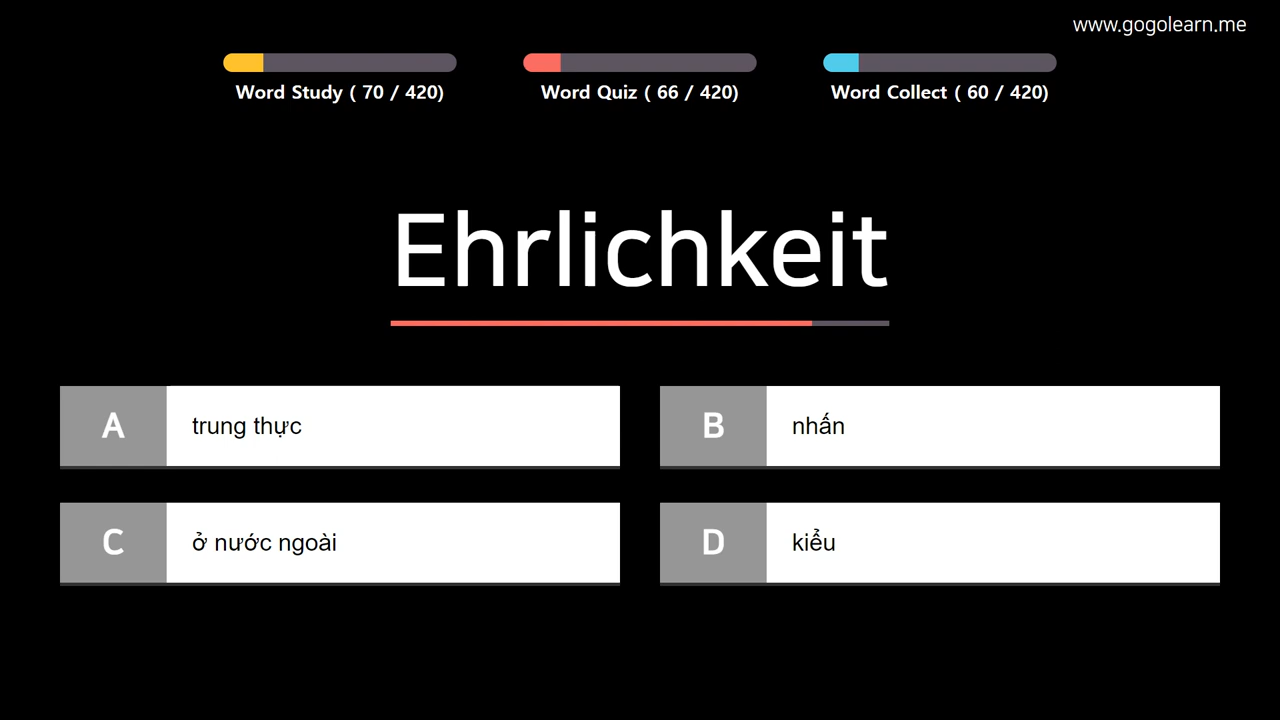 www.gogolearn.me
Word Study ( 70 / 420)
Word Quiz ( 66 / 420)
Word Collect ( 60 / 420)
Ehrlichkeit
A trung thực
B nhấn
C ở nước ngoài
D kiểu